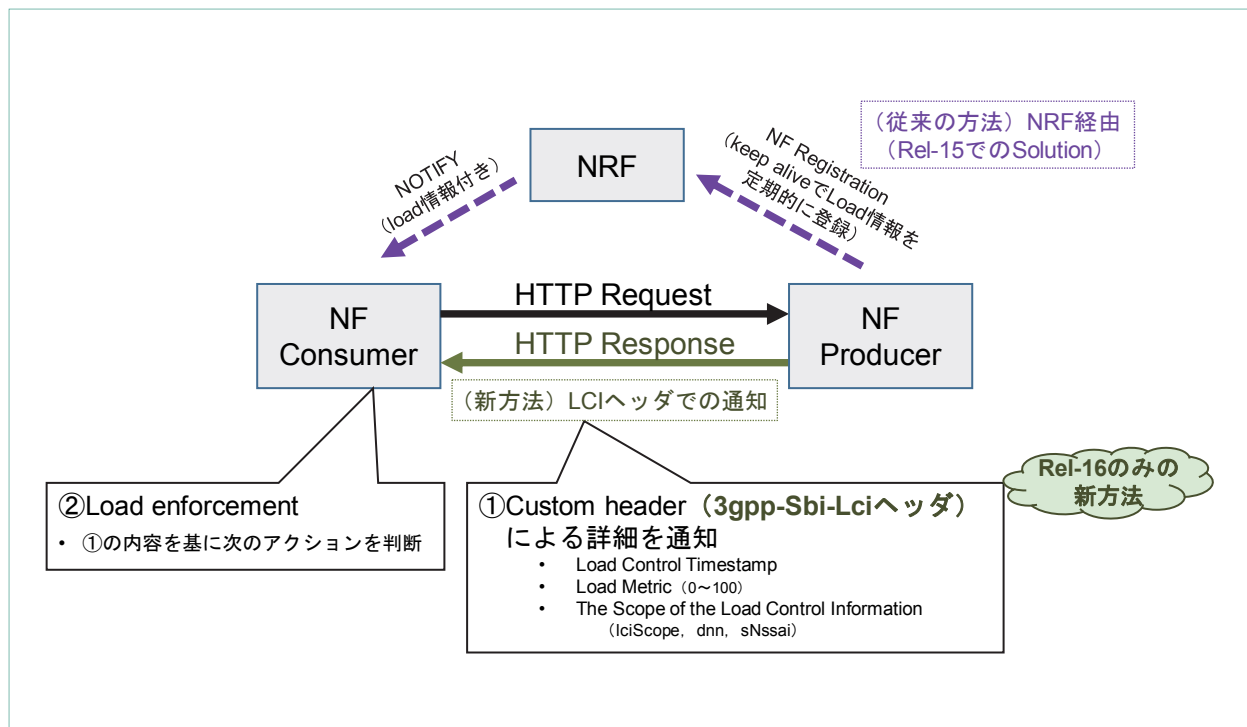 (従来の方法)NRF経由
(Rel-15でのSolution)
NRF
NOTIFY
(load情報付き)
NF Registration
(keep aliveでLoad情報を
定期的に登録)
NF
Consumer
HTTP Request
HTTP Response
NF
Producer
(新方法)LCIヘッダでの通知
Rel-16のみの
新方法
②Load enforcement
• ①の内容を基に次のアクションを判断
①Custom header(3gpp-Sbi-Lciヘッダ)
による詳細を通知
• Load Control Timestamp
• Load Metric(0~100)
• The Scope of the Load Control Information
(lciScope, dnn, sNssai)